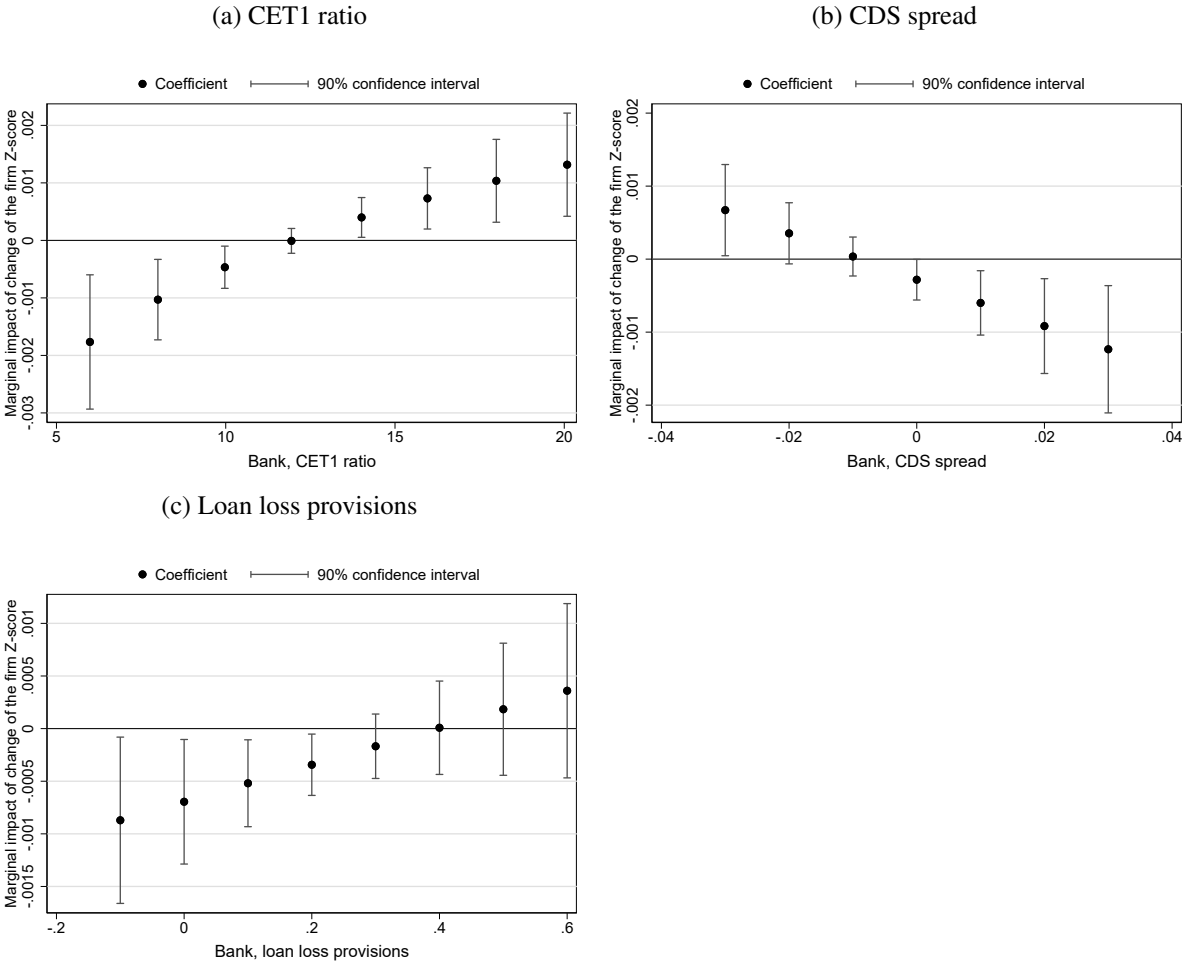 (a) CET1 ratio
Coefficient 90% confidence interval
Marginal impact of change of the firm Z-score
.002
.001
0
-.001
-.002
-.003
5 10 15 20
Bank, CET1 ratio
(b) CDS spread
Coefficient 90% confidence interval
Marginal impact of change of the firm Z-score
.002
.001
0
-.001
-.002
-.04 -.02 0 .02 .04
Bank, CDS spread
(c) Loan loss provisions
Coefficient 90% confidence interval
Marginal impact of change of the firm Z-score
.001
.0005
0
-.0005
-.001
-.0015
-.2 0 .2 .4 .6
Bank, loan loss provisions